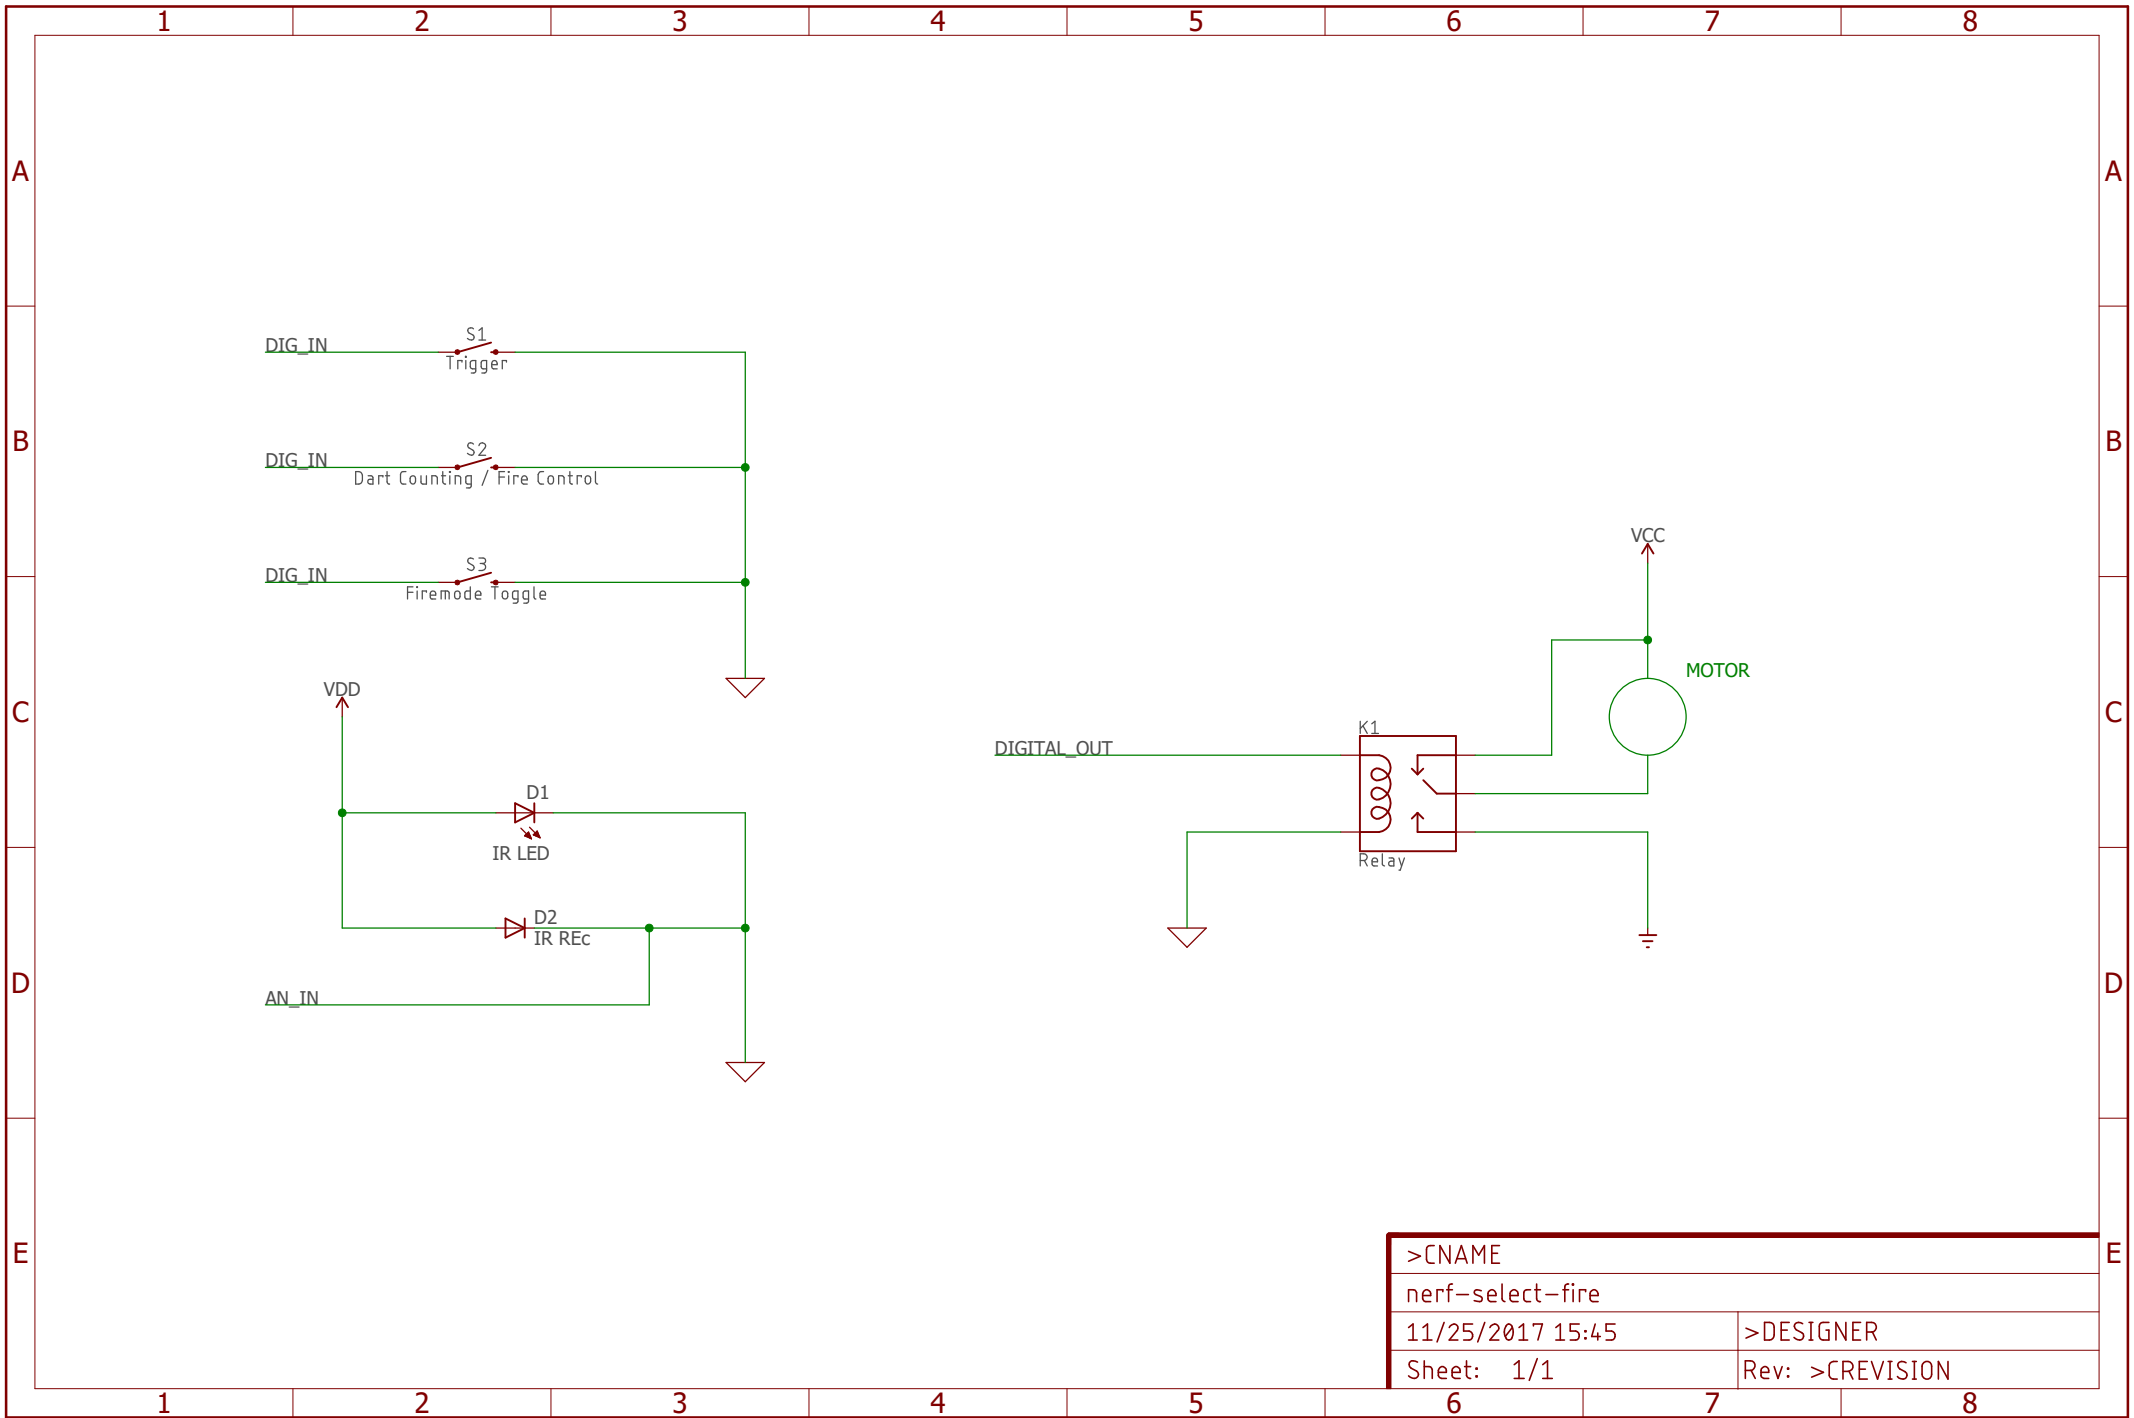 1 2 3 4 5 6 7 8
A A
B B
C C
D D
E E
DIG_IN
S1
Trigger
DIG_IN
S2
Dart Counting / Fire Control
DIG_IN
S3
Firemode Toggle
VDD
D1
IR LED
D2
IR REc
AN_IN
DIGITAL_OUT
K1
Relay
VCC
MOTOR
>CNAME
nerf-select-fire
11/25/2017 15:45
>DESIGNER
Sheet: 1/1
Rev: >CREVISION
1 2 3 4 5 6 7 8